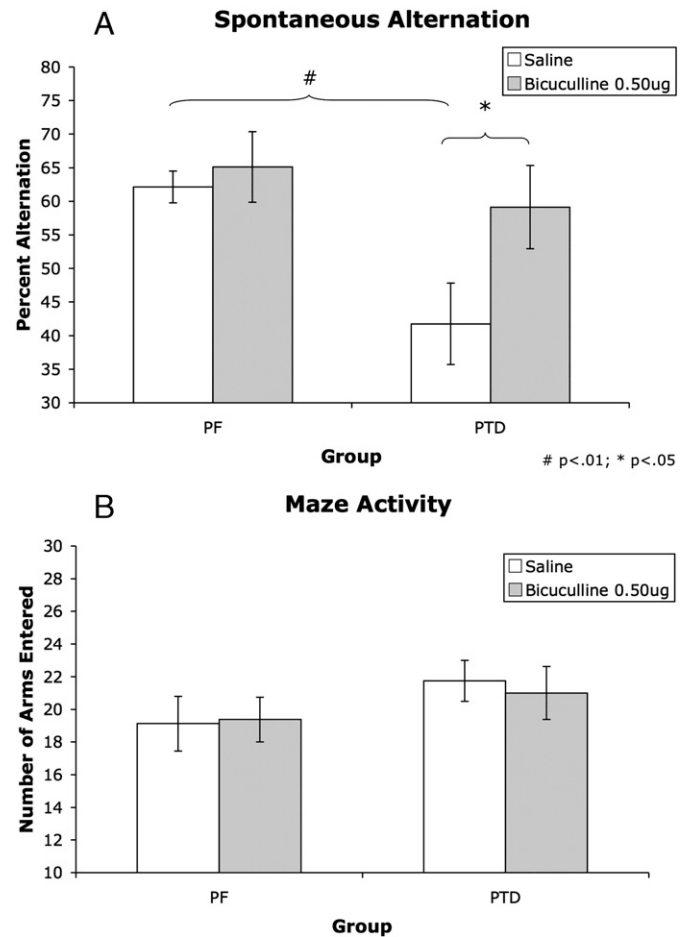 A
Spontaneous Alternation
Saline
Bicuculline 0.50ug
#
*
80
75
70
65
60
55
50
45
40
35
30
Percent Alternation
PF
PTD
Group
# p<.01; * p<.05
B
Maze Activity
Saline
Bicuculline 0.50ug
30
28
26
24
22
20
18
16
14
12
10
Number of Arms Entered
PF
PTD
Group